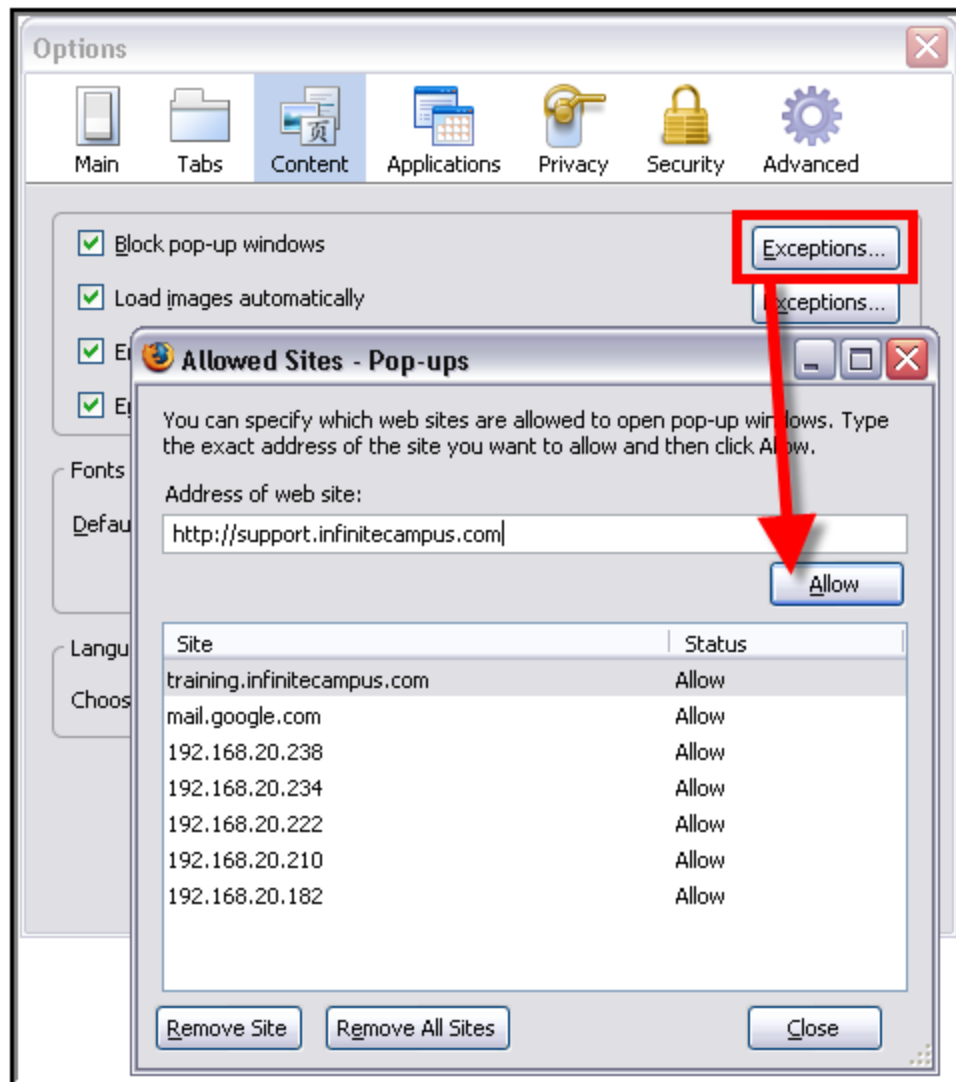 Options
Main Tabs Content Applications Privacy Security Advanced
页
Block pop-up windows Exceptions...
Load images automatically Exceptions...
Allowed Sites - Pop-ups
You can specify which web sites are allowed to open pop-up windows. Type
the exact address of the site you want to allow and then click Allow.
Fonts
Address of web site:
Defau
http://support.infinitecampus.com
Allow
Site Status
Langu
training.infinitecampus.com Allow
Choos
mail.google.com Allow
192.168.20.238 Allow
192.168.20.234 Allow
192.168.20.222 Allow
192.168.20.210 Allow
192.168.20.182 Allow
Remove Site Remove All Sites Close